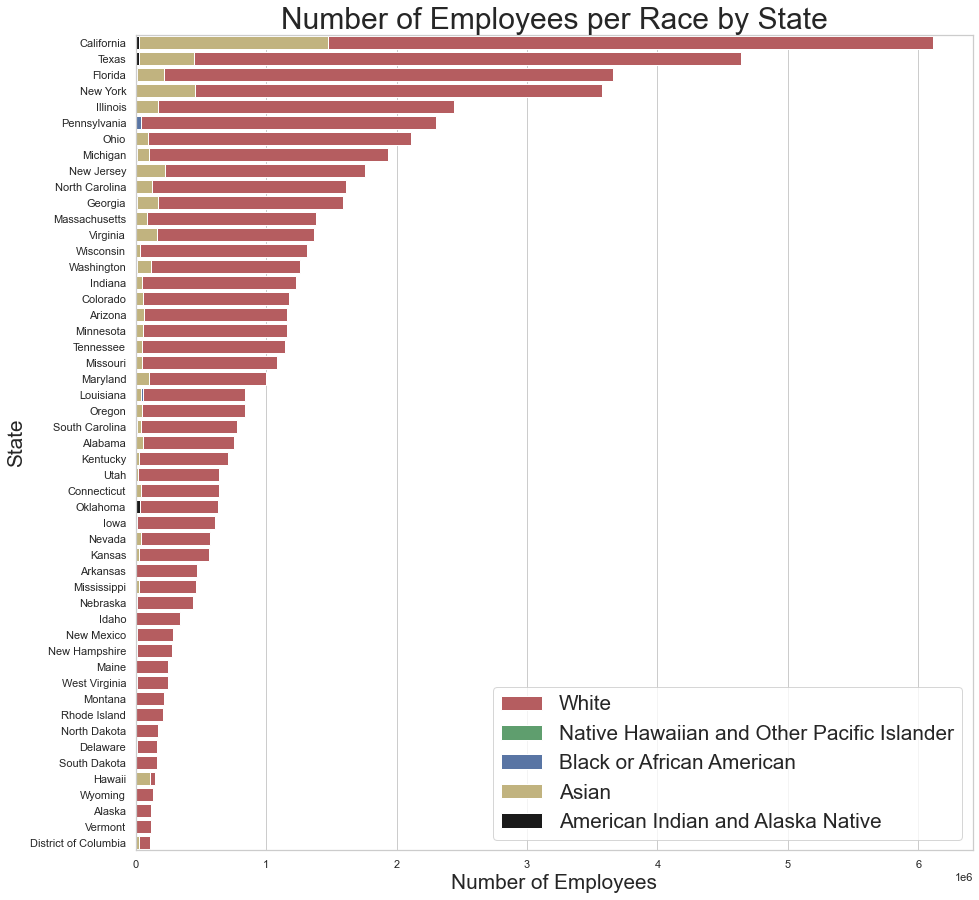 Number of Employees per Race by State
California
Texas
Florida
New York
Illinois
Pennsylvania
Ohio
Michigan
New Jersey
North Carolina
Georgia
Massachusetts
Virginia
Wisconsin
Washington
Indiana
Colorado
Arizona
Minnesota
Tennessee
Missouri
Maryland
Louisiana
Oregon
South Carolina
Alabama
Kentucky
Utah
Connecticut
Oklahoma
Iowa
Nevada
Kansas
Arkansas
Mississippi
Nebraska
Idaho
New Mexico
New Hampshire
Maine
West Virginia
Montana
Rhode Island
North Dakota
Delaware
South Dakota
Hawaii
Wyoming
Alaska
Vermont
District of Columbia
State
White
Native Hawaiian and Other Pacific Islander
Black or African American
Asian
American Indian and Alaska Native
0 1 2 3 4 5 6
1e6
Number of Employees